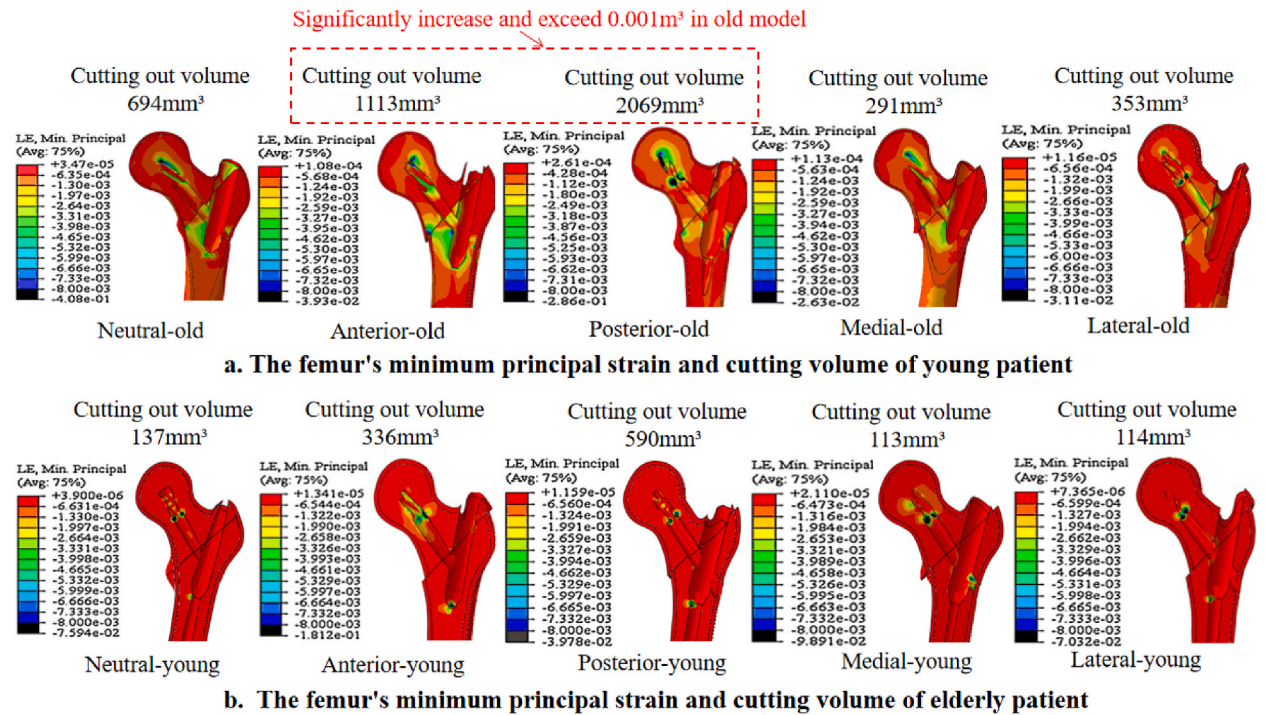 Significantly increase and exceed 0.001m³ in old model
Cutting out volume
694mm³
Cutting out volume
1113mm³
Cutting out volume
2069mm³
Cutting out volume
291mm³
Cutting out volume
353mm³
LE, Min. Principal
(Avg: 75%)
+3.47e-05
-6.35e-04
-1.30e-03
-1.97e-03
-2.64e-03
-3.31e-03
-3.98e-03
-4.65e-03
-5.32e-03
-5.99e-03
-6.66e-03
-7.33e-03
-8.00e-03
-4.08e-01
LE, Min. Principal
(Avg: 75%)
+1.08e-04
-5.68e-04
-1.24e-03
-1.92e-03
-2.59e-03
-3.27e-03
-3.95e-03
-4.62e-03
-5.30e-03
-5.97e-03
-6.65e-03
-7.32e-03
-8.00e-03
-3.93e-02
LE, Min. Principal
(Avg: 75%)
+2.61e-04
-4.28e-04
-1.12e-03
-1.80e-03
-2.49e-03
-3.18e-03
-3.87e-03
-4.56e-03
-5.25e-03
-5.93e-03
-6.62e-03
-7.31e-03
-8.00e-03
-2.86e-01
LE, Min. Principal
(Avg: 75%)
+1.13e-04
-5.63e-04
-1.24e-03
-1.92e-03
-2.59e-03
-3.27e-03
-3.94e-03
-4.62e-03
-5.30e-03
-5.97e-03
-6.65e-03
-7.32e-03
-8.00e-03
-2.63e-02
LE, Min. Principal
(Avg: 75%)
+1.16e-05
-6.56e-04
-1.32e-03
-1.99e-03
-2.66e-03
-3.33e-03
-3.99e-03
-4.66e-03
-5.33e-03
-6.00e-03
-6.66e-03
-7.33e-03
-8.00e-03
-3.11e-02
Neutral-old
Anterior-old
Posterior-old
Medial-old
Lateral-old
a. The femur's minimum principal strain and cutting volume of young patient
Cutting out volume
137mm³
Cutting out volume
336mm³
Cutting out volume
590mm³
Cutting out volume
113mm³
Cutting out volume
114mm³
LE, Min. Principal
(Avg: 75%)
+3.900e-06
-6.631e-04
-1.330e-03
-1.997e-03
-2.664e-03
-3.331e-03
-3.998e-03
-4.665e-03
-5.332e-03
-5.999e-03
-6.666e-03
-7.333e-03
-8.000e-03
-7.594e-02
LE, Min. Principal
(Avg: 75%)
+1.341e-05
-6.544e-04
-1.322e-03
-1.990e-03
-2.658e-03
-3.326e-03
-3.993e-03
-4.661e-03
-5.329e-03
-5.997e-03
-6.664e-03
-7.332e-03
-8.000e-03
-1.812e-01
LE, Min. Principal
(Avg: 75%)
+1.159e-05
-6.560e-04
-1.324e-03
-1.991e-03
-2.659e-03
-3.327e-03
-3.994e-03
-4.662e-03
-5.330e-03
-5.997e-03
-6.665e-03
-7.332e-03
-8.000e-03
-3.978e-02
LE, Min. Principal
(Avg: 75%)
+2.110e-05
-6.473e-04
-1.316e-03
-1.984e-03
-2.653e-03
-3.321e-03
-3.989e-03
-4.658e-03
-5.326e-03
-5.995e-03
-6.663e-03
-7.332e-03
-8.000e-03
-9.891e-02
LE, Min. Principal
(Avg: 75%)
+7.365e-06
-6.599e-04
-1.327e-03
-1.994e-03
-2.662e-03
-3.329e-03
-3.996e-03
-4.664e-03
-5.331e-03
-5.998e-03
-6.665e-03
-7.333e-03
-8.000e-03
-7.032e-02
Neutral-young
Anterior-young
Posterior-young
Medial-young
Lateral-young
b. The femur's minimum principal strain and cutting volume of elderly patient